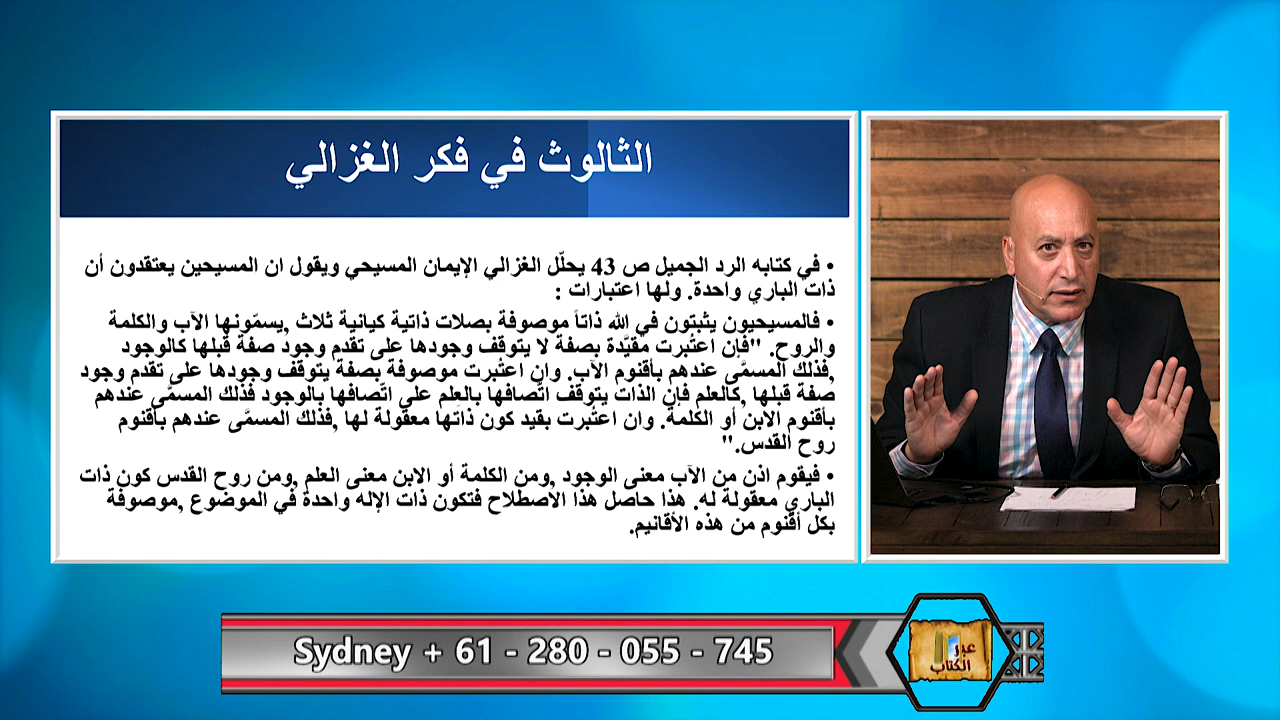 الثالوث في فكر الغزالي
• في كتابه الرد الجميل ص 43 يحلّل الغزالي الإيمان المسيحي ويقول ان المسيحين يعتقدون أن
ذات الباري واحدة. ولها اعتبارات :
• فالمسيحيون يثبتون في الله ذاتاً موصوفة بصلات ذاتية كيانية ثلاث ,يسمّونها الآب والكلمة
والروح. "فإن اعتُبرت مقيَّدة بصفة لا يتوقف وجودها على تقدم وجود صفة قبلها كالوجود
,فذلك المسمَّى عندهم بأقنوم الآب. وان اعتُبرت موصوفة بصفة يتوقف وجودها على تقدم وجود
صفة قبلها ,كالعلم فإن الذات يتوقف اتّصافها بالعلم على اتّصافها بالوجود فذلك المسمَّى عندهم
بأقنوم الابن أو الكلمة. وان اعتُبرت بقيد كون ذاتها معقولة لها ,فذلك المسمَّى عندهم بأقنوم
روح القدس."
• فيقوم اذن من الآب معنى الوجود ,ومن الكلمة أو الابن معنى العلم ,ومن روح القدس كون ذات
الباري معقولة له. هذا حاصل هذا الاصطلاح فتكون ذات الإله واحدة في الموضوع ,موصوفة
بكل أقنوم من هذه الأقانيم.
Sydney + 61 - 280 - 055 - 745
عبر
الكتاب